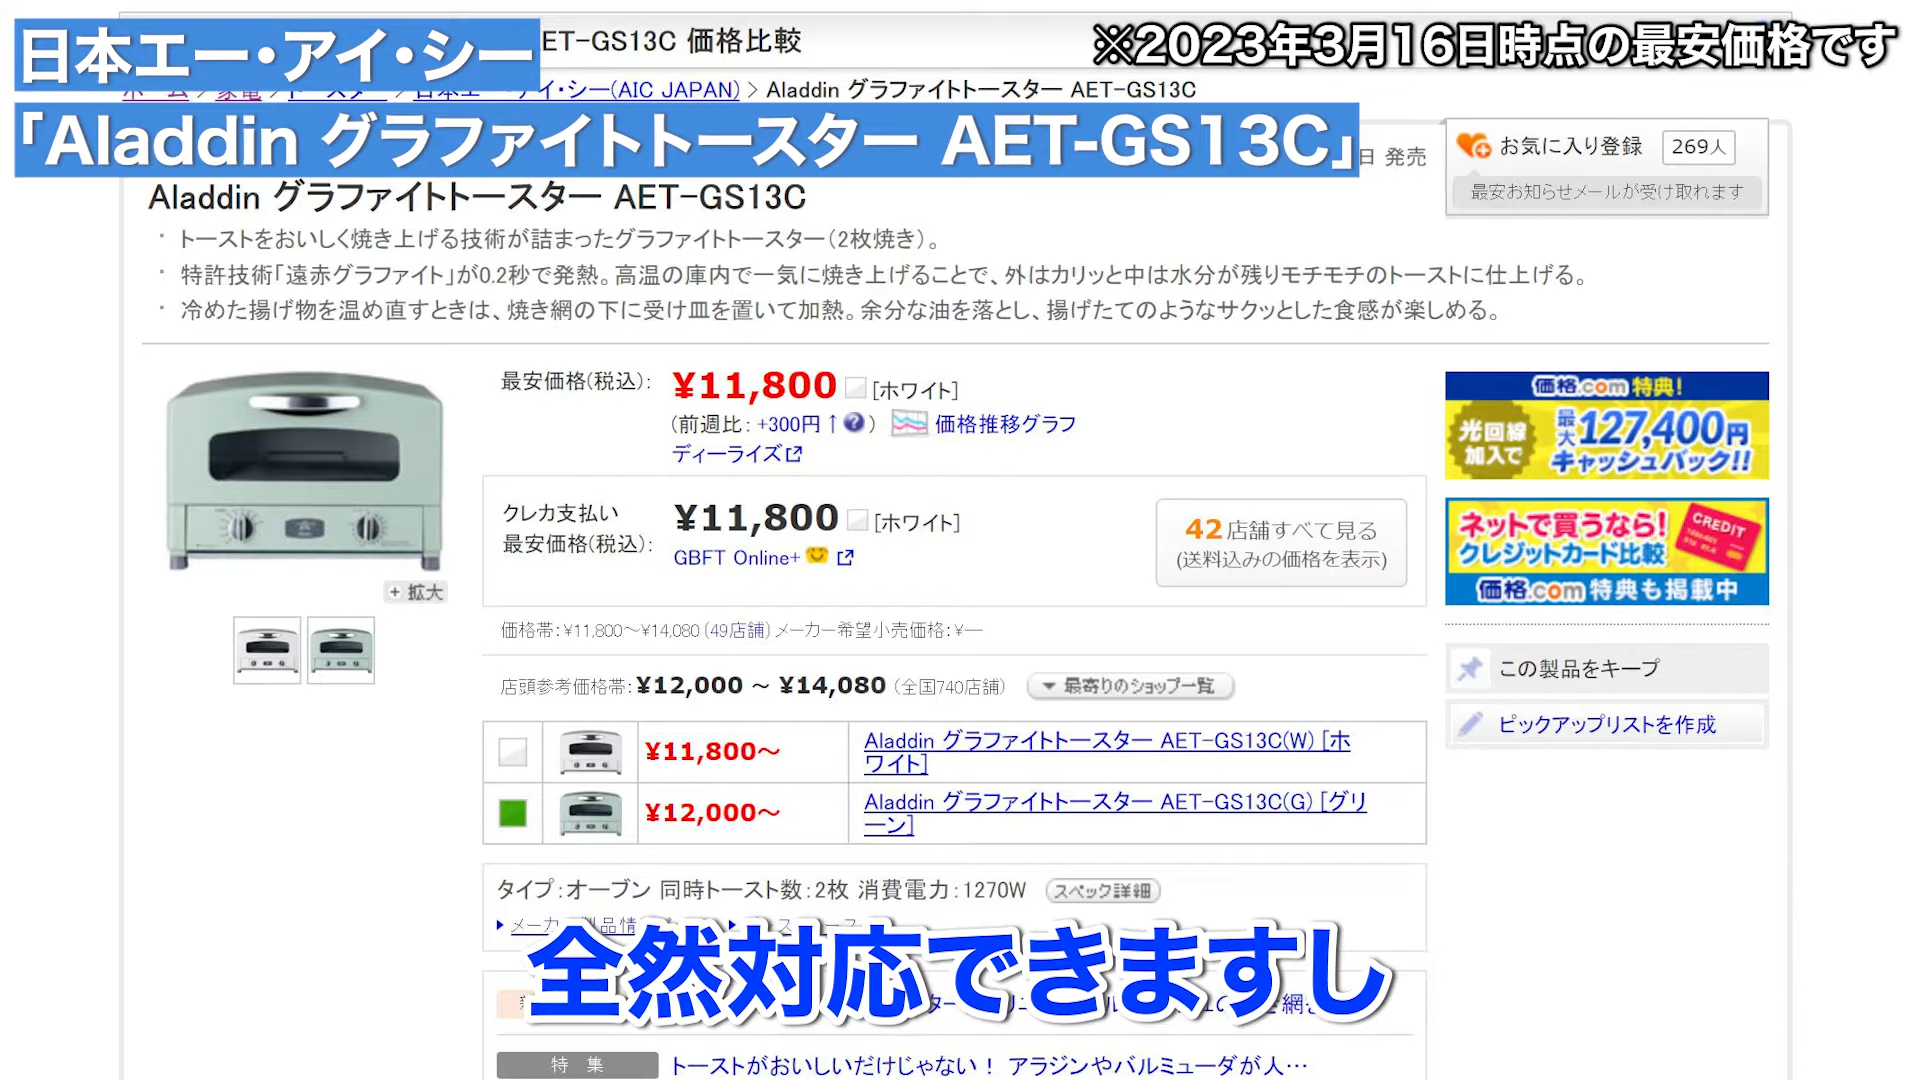 日本エー・アイ・シー
ET-GS13C 価格比較
※2023年3月16日時点の最安価格です
(AIC JAPAN) > Aladdin グラファイトトースター AET-GS13C
「Aladdin グラファイトトースター AET-GS13C」
日 発売
お気に入り登録 269人
最安お知らせメールが受け取れます
Aladdin グラファイトトースター AET-GS13C
・ トーストをおいしく焼き上げる技術が詰まったグラファイトトースター(2枚焼き)。
・ 特許技術「遠赤グラファイト」が0.2秒で発熱。高温の庫内で一気に焼き上げることで、外はカリッと中は水分が残りモチモチのトーストに仕上げる。
・ 冷めた揚げ物を温め直すときは、焼き網の下に受け皿を置いて加熱。余分な油を落とし、揚げたてのようなサクッとした食感が楽しめる。
最安価格(税込): ¥11,800 [ホワイト]
(前週比: +300円↑?) 価格推移グラフ
ディーライズ
クレカ支払い
最安価格(税込): ¥11,800 [ホワイト]
GBFT Online+
42店舗すべて見る
(送料込みの価格を表示)
+ 拡大
価格帯:¥11,800~¥14,080 (49店舗) メーカー希望小売価格:¥―
店頭参考価格帯:¥12,000 ~ ¥14,080 (全国740店舗) ▼ 最寄りのショップ一覧
¥11,800~ Aladdin グラファイトトースター AET-GS13C(W) [ホ
ワイト]
¥12,000~ Aladdin グラファイトトースター AET-GS13C(G) [グリ
ーン]
タイプ:オーブン 同時トースト数:2枚 消費電力:1270W スペック詳細
全然対応できますし
特 集 トーストがおいしいだけじゃない! アラジンやバルミューダが人…
価格.com 特典!
光回線
加入で
最大127,400円
キャッシュバック!!
ネットで買うなら!
クレジットカード比較
CREDIT
価格.com 特典も掲載中
この製品をキープ
ピックアップリストを作成